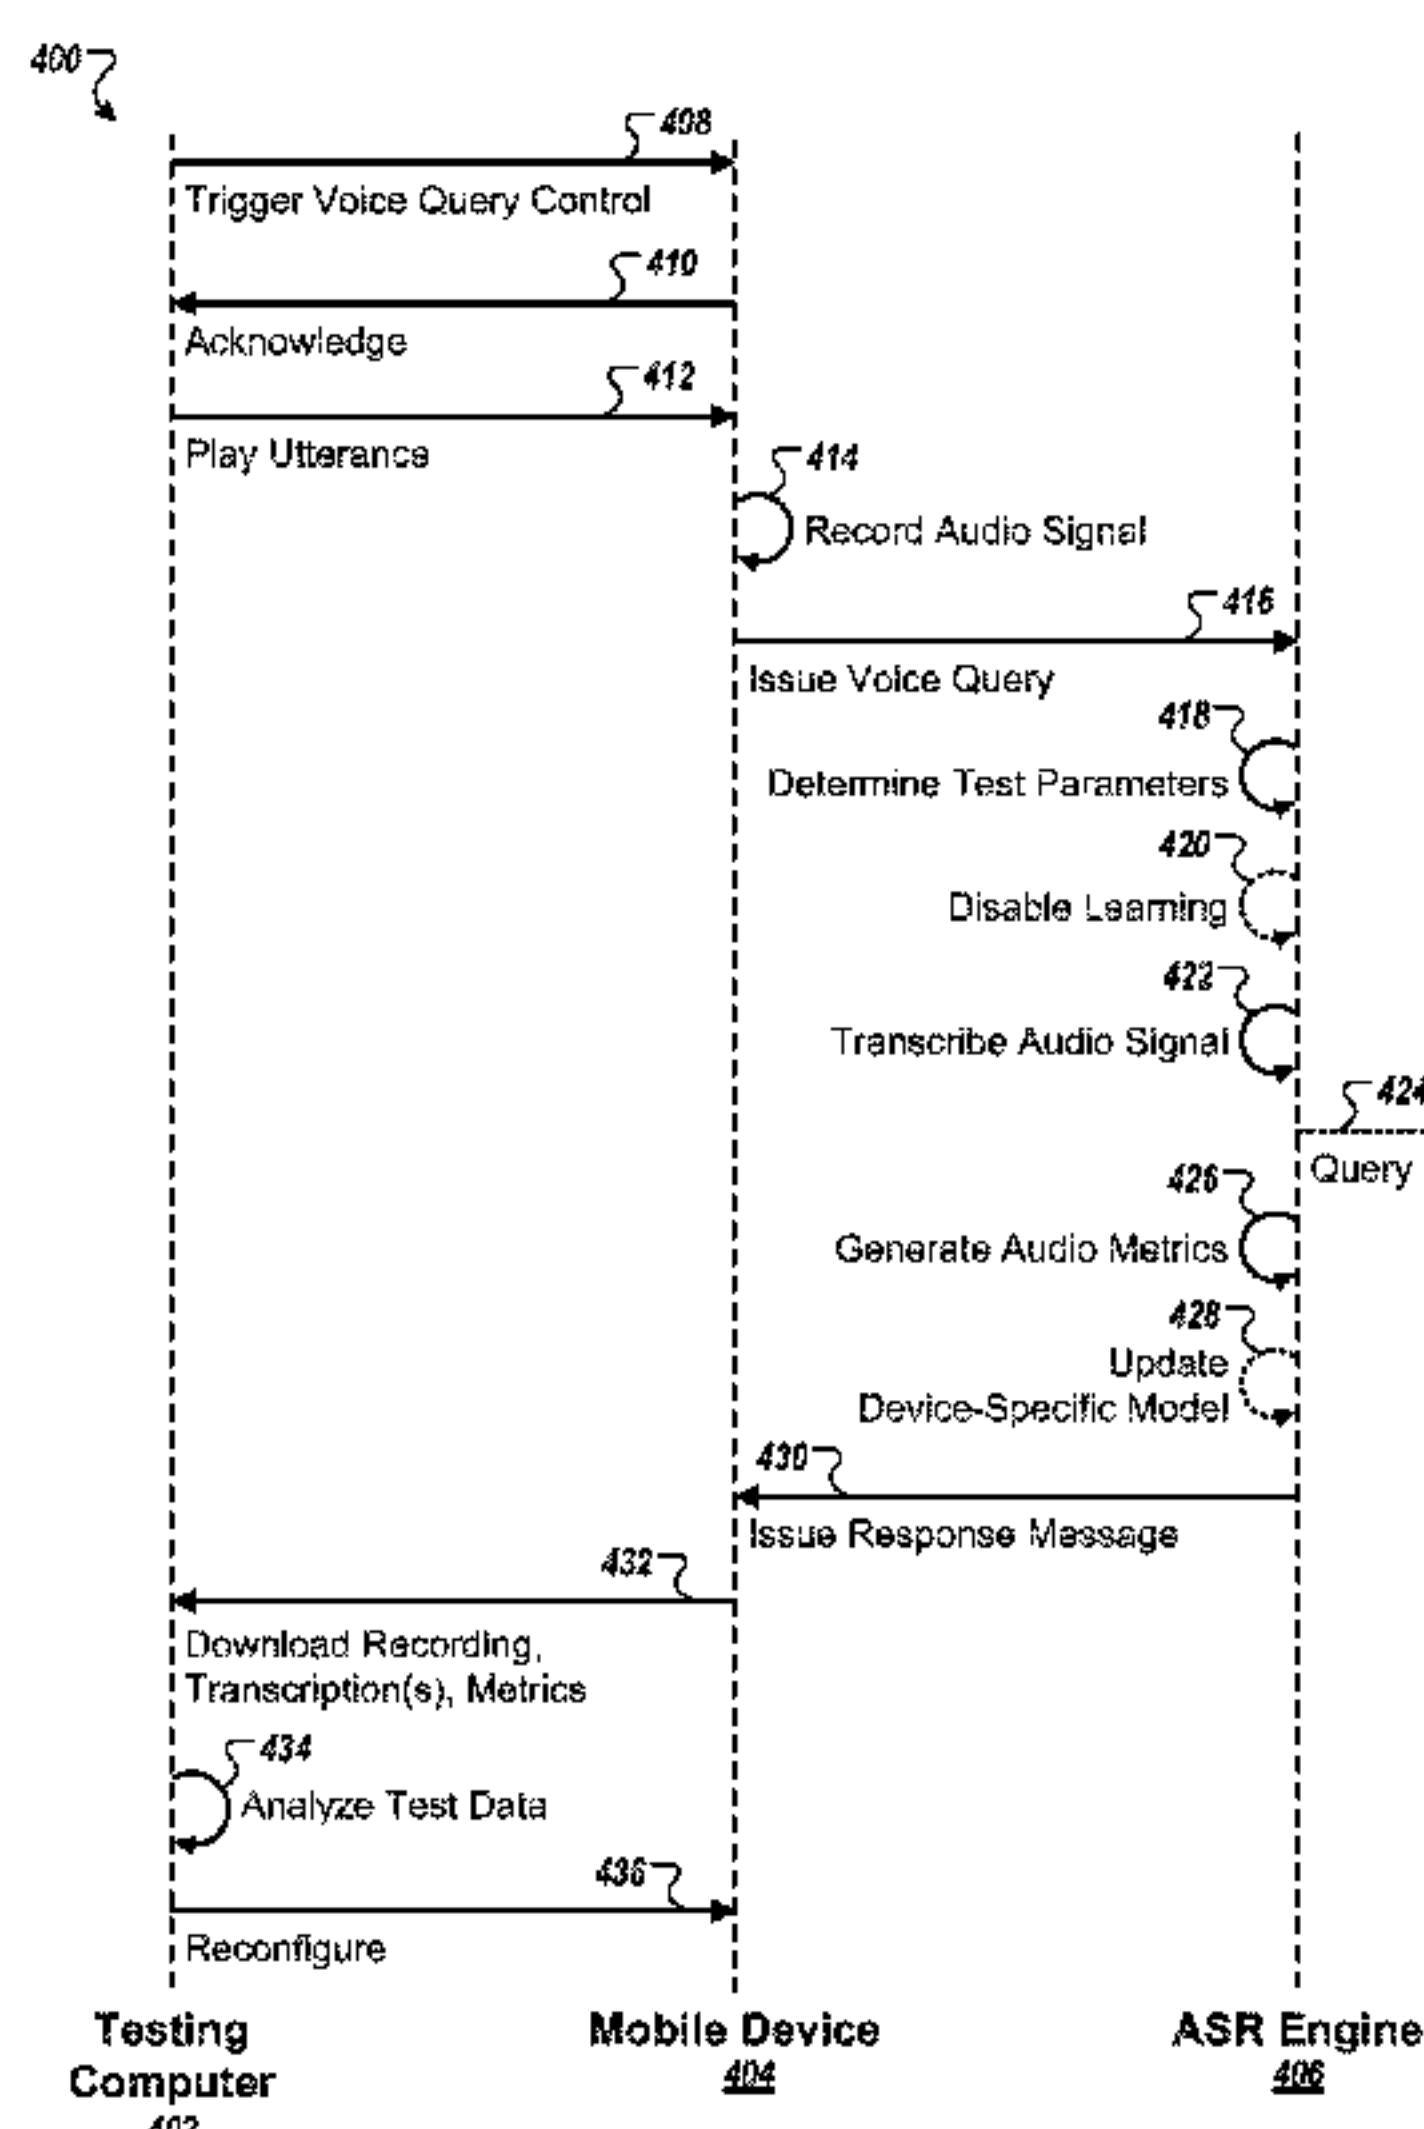 400
408
Trigger Voice Query Control
410
Acknowledge
412
Play Utterance
414
Record Audio Signal
416
Issue Voice Query
418
Determine Test Parameters
420
Disable Learning
422
Transcribe Audio Signal
424
Query
426
Generate Audio Metrics
428
Update
Device-Specific Model
430
Issue Response Message
432
Download Recording,
Transcription(s), Metrics
434
Analyze Test Data
436
Reconfigure
Testing
Computer
402
Mobile Device
404
ASR Engine
406